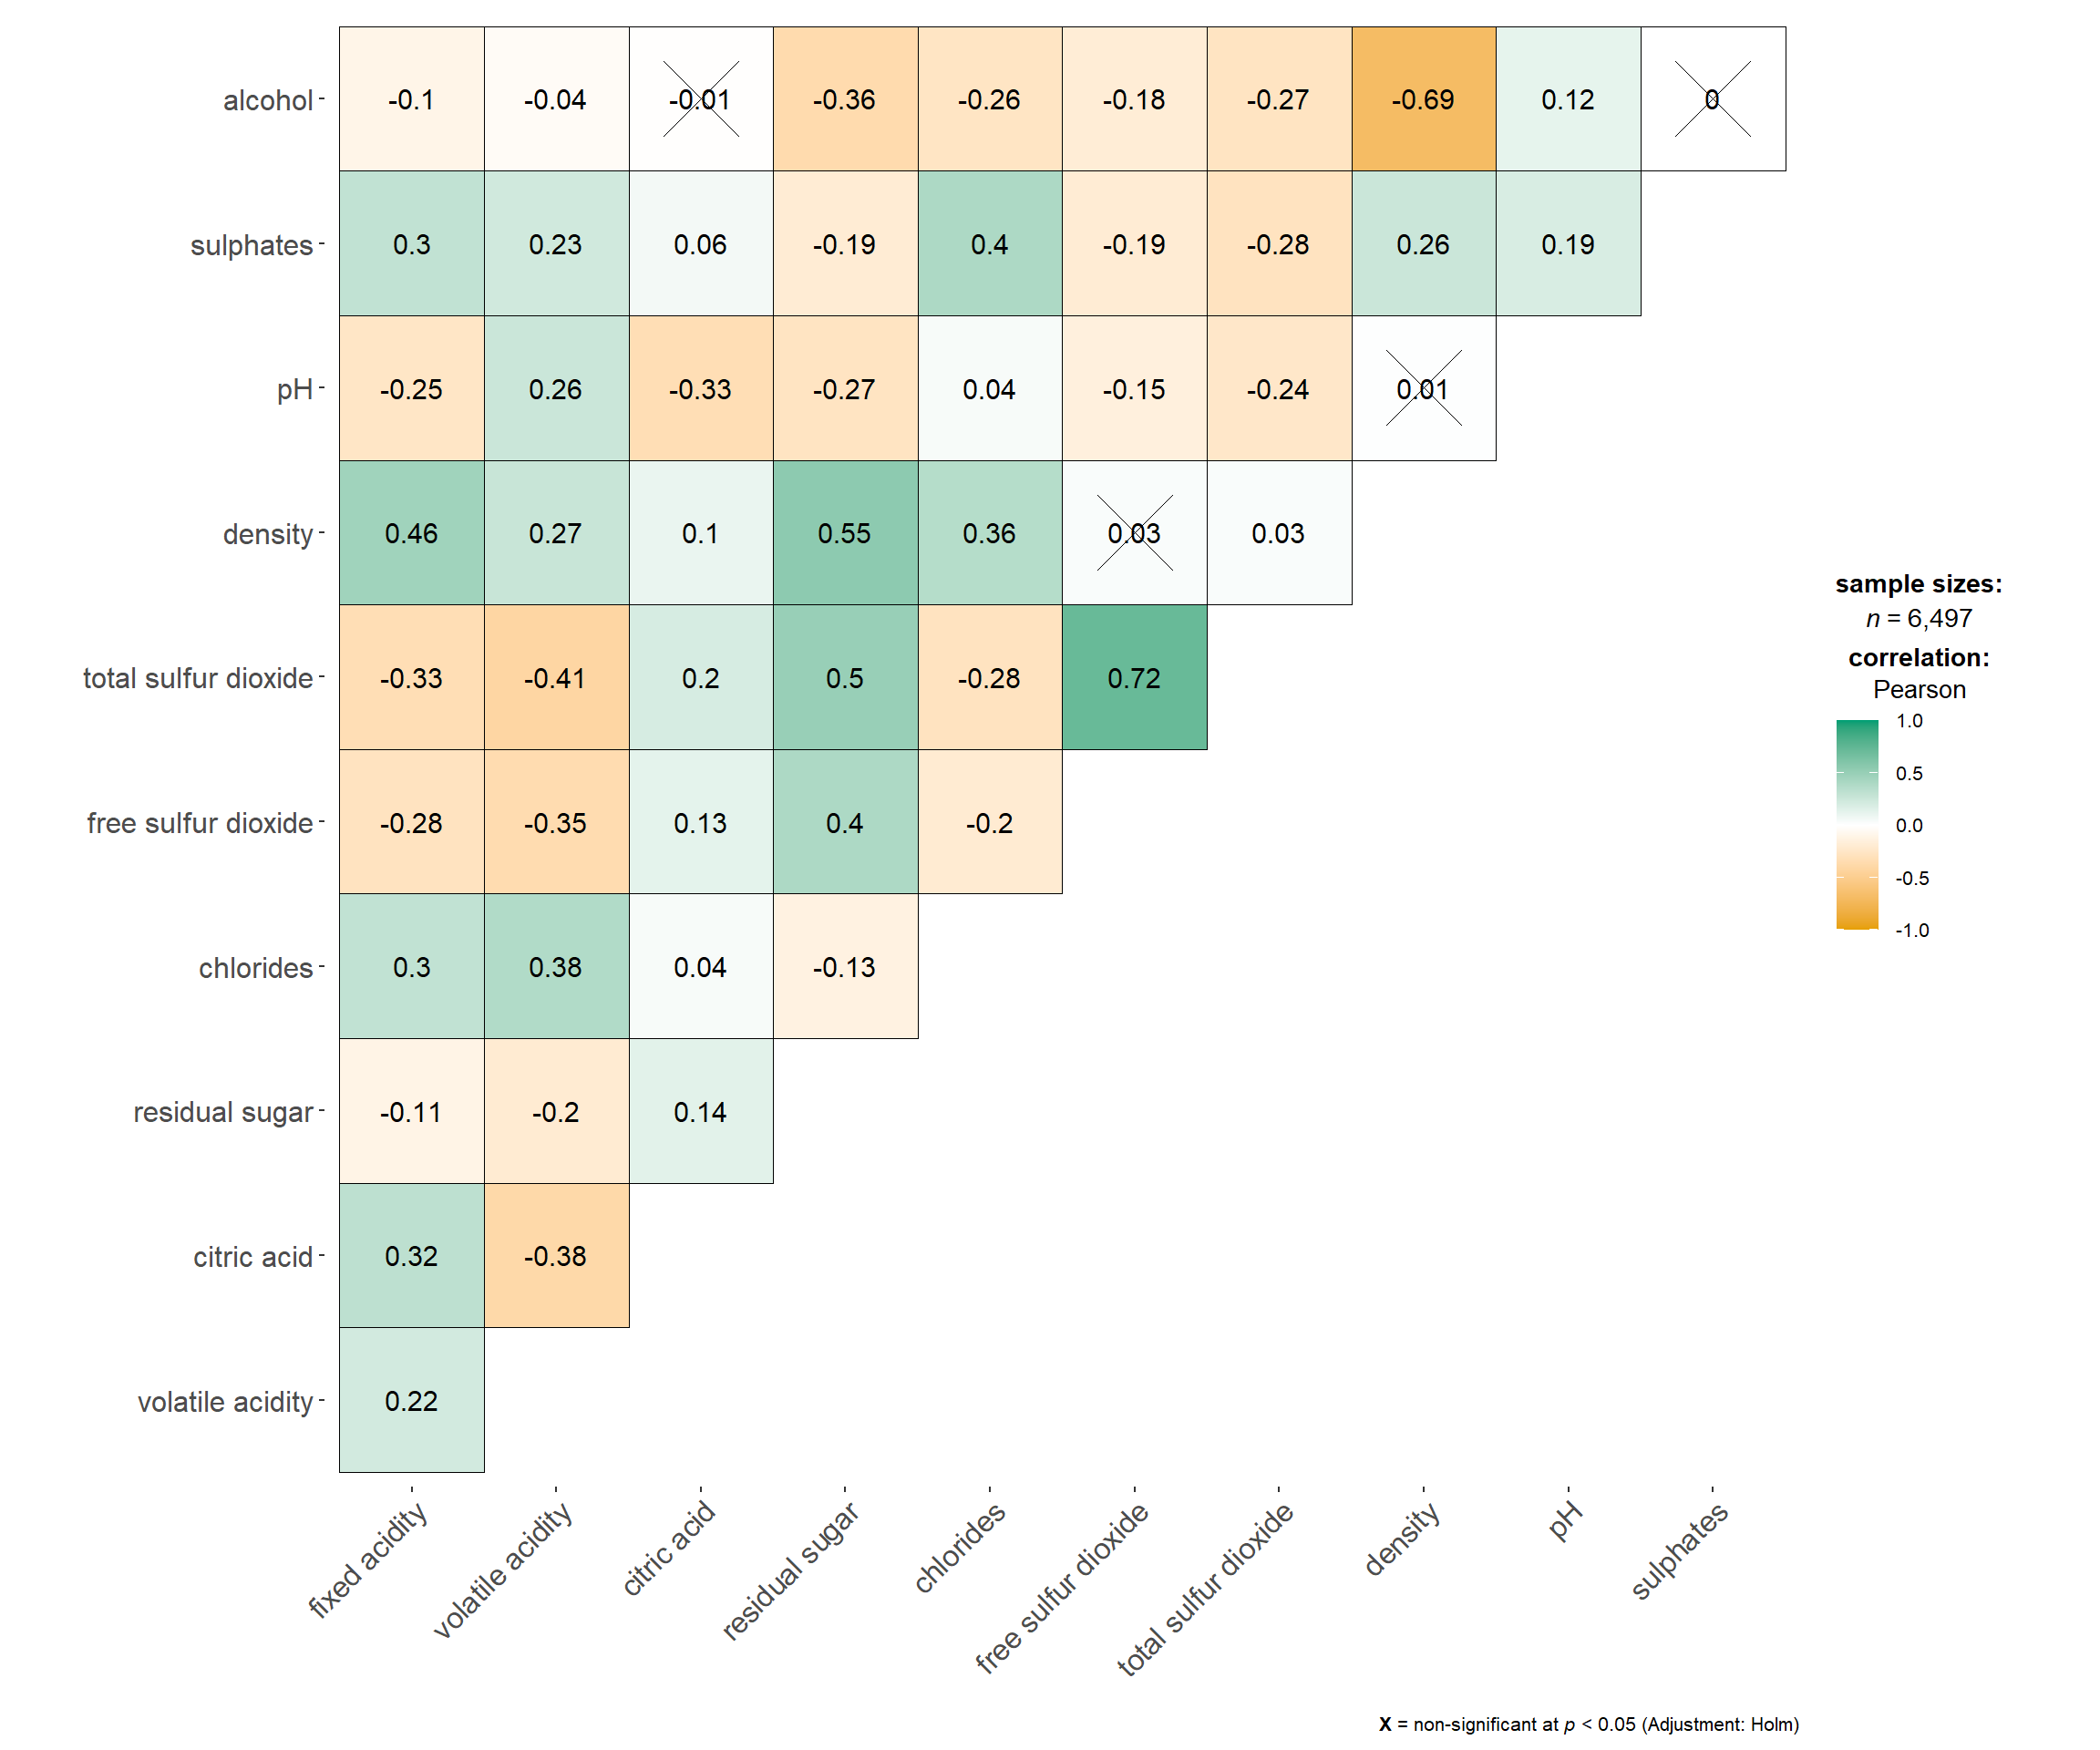 alcohol -0.1 -0.04 -0.01 -0.36 -0.26 -0.18 -0.27 -0.69 0.12 0
sulphates 0.3 0.23 0.06 -0.19 0.4 -0.19 -0.28 0.26 0.19
pH -0.25 0.26 -0.33 -0.27 0.04 -0.15 -0.24 0.01
density 0.46 0.27 0.1 0.55 0.36 0.03 0.03
total sulfur dioxide -0.33 -0.41 0.2 0.5 -0.28 0.72
free sulfur dioxide -0.28 -0.35 0.13 0.4 -0.2
chlorides 0.3 0.38 0.04 -0.13
residual sugar -0.11 -0.2 0.14
citric acid 0.32 -0.38
volatile acidity 0.22
fixed acidity
volatile acidity
citric acid
residual sugar
chlorides
free sulfur dioxide
total sulfur dioxide
density
pH
sulphates
sample sizes:
n = 6,497
correlation:
Pearson
1.0
0.5
0.0
-0.5
-1.0
X = non-significant at p < 0.05 (Adjustment: Holm)